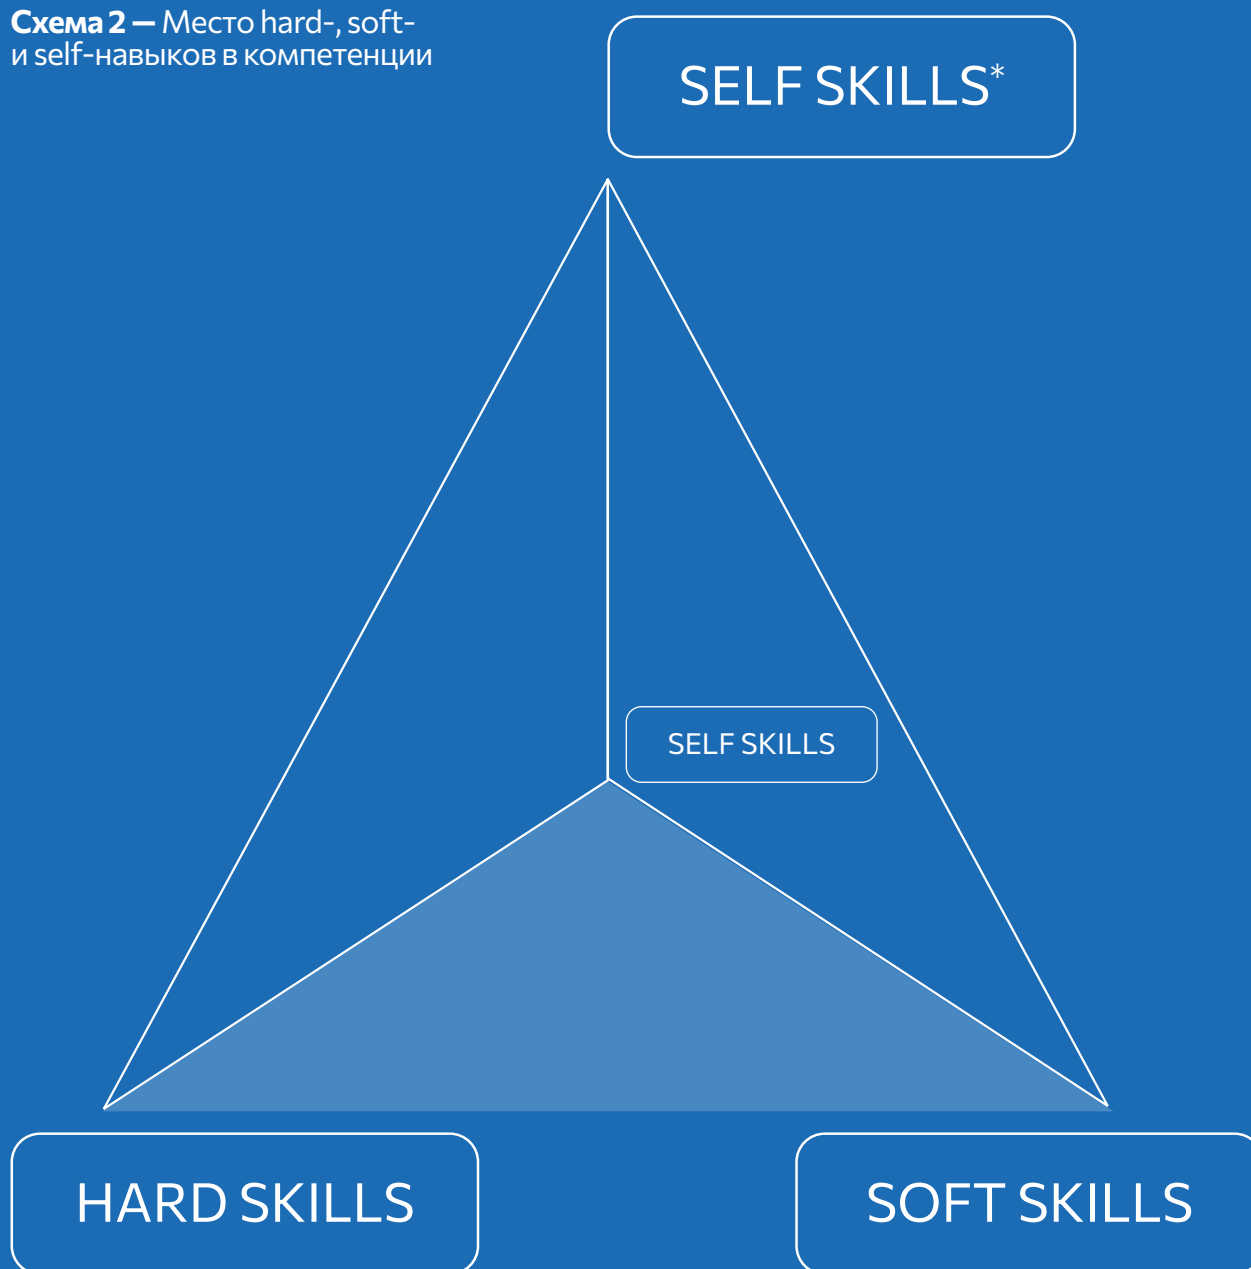 Схема 2 — Место hard-, soft-
и self-навыков в компетенции
SELF SKILLS*
SELF SKILLS
HARD SKILLS
SOFT SKILLS